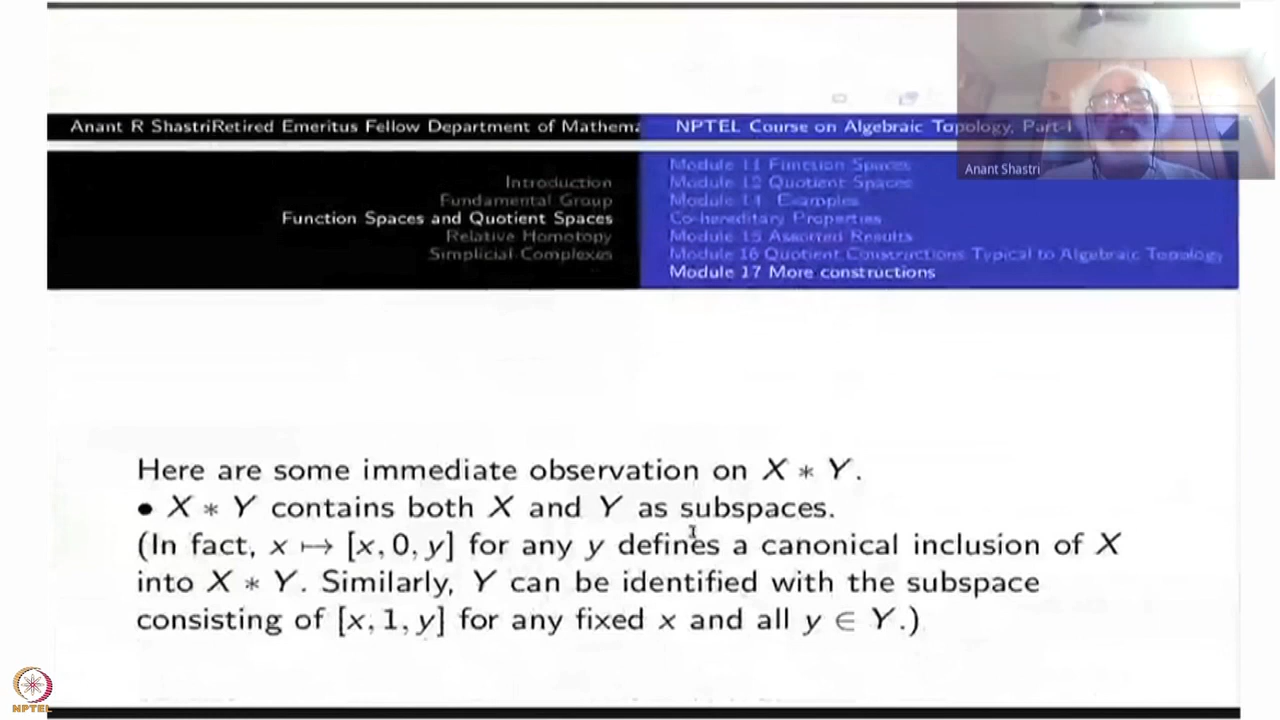 Anant R ShastriRetired Emeritus Fellow Department of Mathema
NPTEL Course on Algebraic Topology, Part-I
Introduction
Fundamental Group
Function Spaces and Quotient Spaces
Relative Homotopy
Simplicial Complexes
Module 11 Function Spaces
Module 12 Quotient Spaces
Module 14 Examples
Co-hereditary Properties
Module 15 Assorted Results
Module 16 Quotient Constructions Typical to Algebraic Topology
Module 17 More constructions
Anant Shastri
Here are some immediate observation on X * Y.
• X * Y contains both X and Y as subspaces.
(In fact, x ↦ [x, 0, y] for any y defines a canonical inclusion of X
into X * Y. Similarly, Y can be identified with the subspace
consisting of [x, 1, y] for any fixed x and all y ∈ Y.)
NPTEL